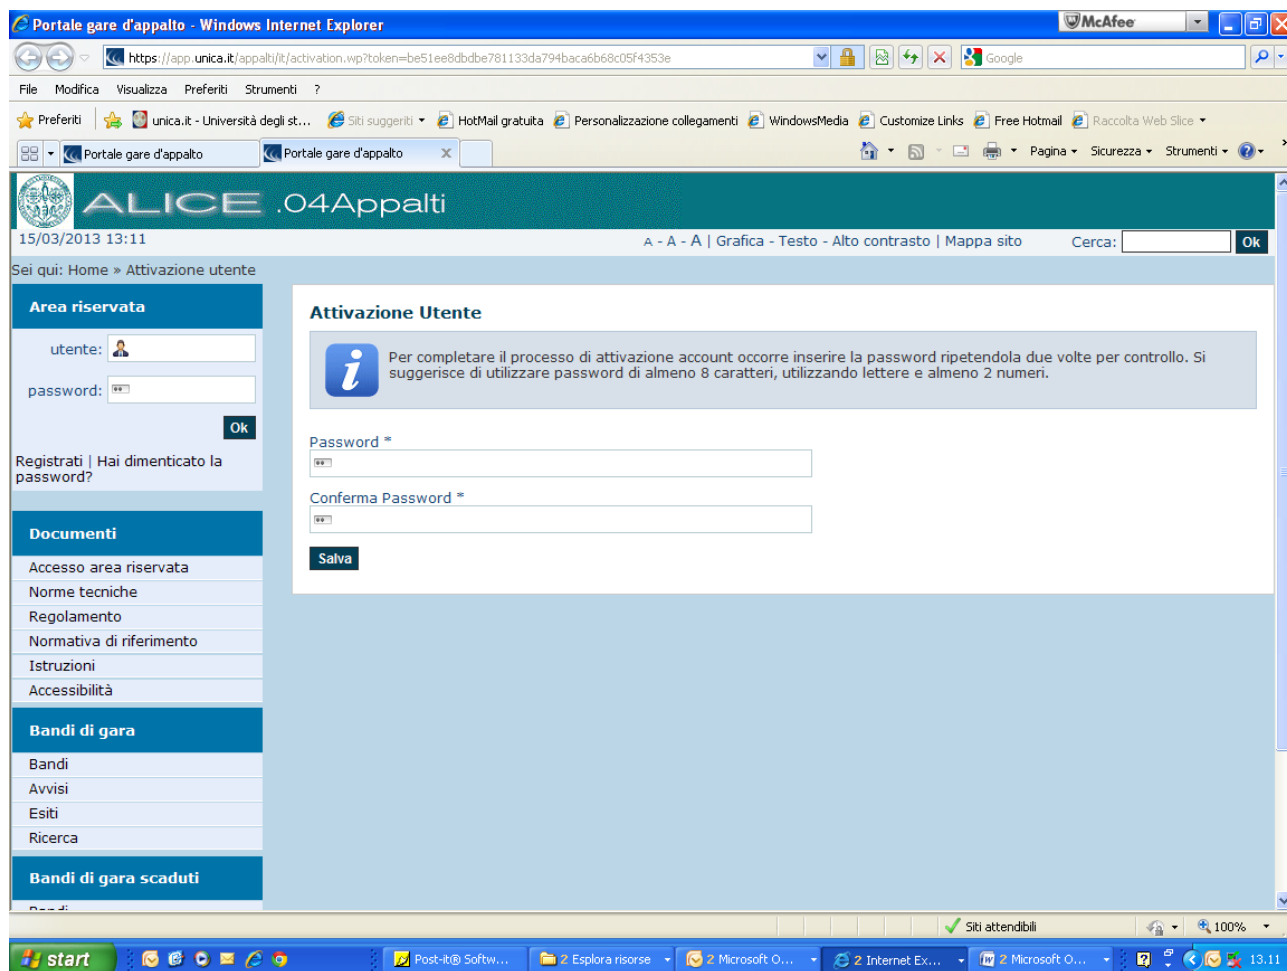 Portale gare d'appalto - Windows Internet Explorer
McAfee
https://app.unica.it/appalti/it/activation.wp?token=be51ee8dbdbe781133da794baca6b68c05f4353e
Google
File Modifica Visualizza Preferiti Strumenti ?
Preferiti unica.it - Università degli st... Siti suggeriti HotMail gratuita Personalizzazione collegamenti WindowsMedia Customize Links Free Hotmail Raccolta Web Slice
Portale gare d'appalto Portale gare d'appalto X Pagina Sicurezza Strumenti
ALICE .04Appalti
15/03/2013 13:11 A - A - A | Grafica - Testo - Alto contrasto | Mappa sito Cerca: Ok
Sei qui: Home » Attivazione utente
Area riservata
utente:
password:
Ok
Registrati | Hai dimenticato la
password?
Documenti
Accesso area riservata
Norme tecniche
Regolamento
Normativa di riferimento
Istruzioni
Accessibilità
Bandi di gara
Bandi
Avvisi
Esiti
Ricerca
Bandi di gara scaduti
Bandi
Attivazione Utente
Per completare il processo di attivazione account occorre inserire la password ripetendola due volte per controllo. Si
suggerisce di utilizzare password di almeno 8 caratteri, utilizzando lettere e almeno 2 numeri.
Password *
Conferma Password *
Salva
Siti attendibili 100%
start Post-it® Softw... 2 Esplora risorse 2 Microsoft O... 2 Internet Ex... 2 Microsoft O... 13.11